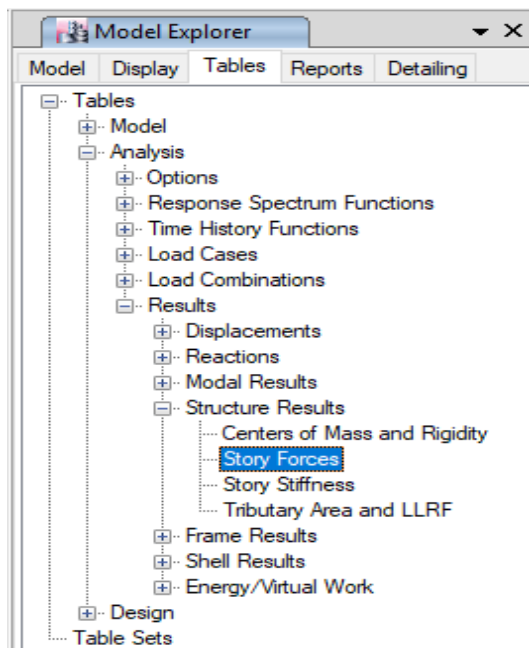 Model Explorer
Model Display Tables Reports Detailing
Tables
Model
Analysis
Options
Response Spectrum Functions
Time History Functions
Load Cases
Load Combinations
Results
Displacements
Reactions
Modal Results
Structure Results
Centers of Mass and Rigidity
Story Forces
Story Stiffness
Tributary Area and LLRF
Frame Results
Shell Results
Energy/Virtual Work
Design
Table Sets